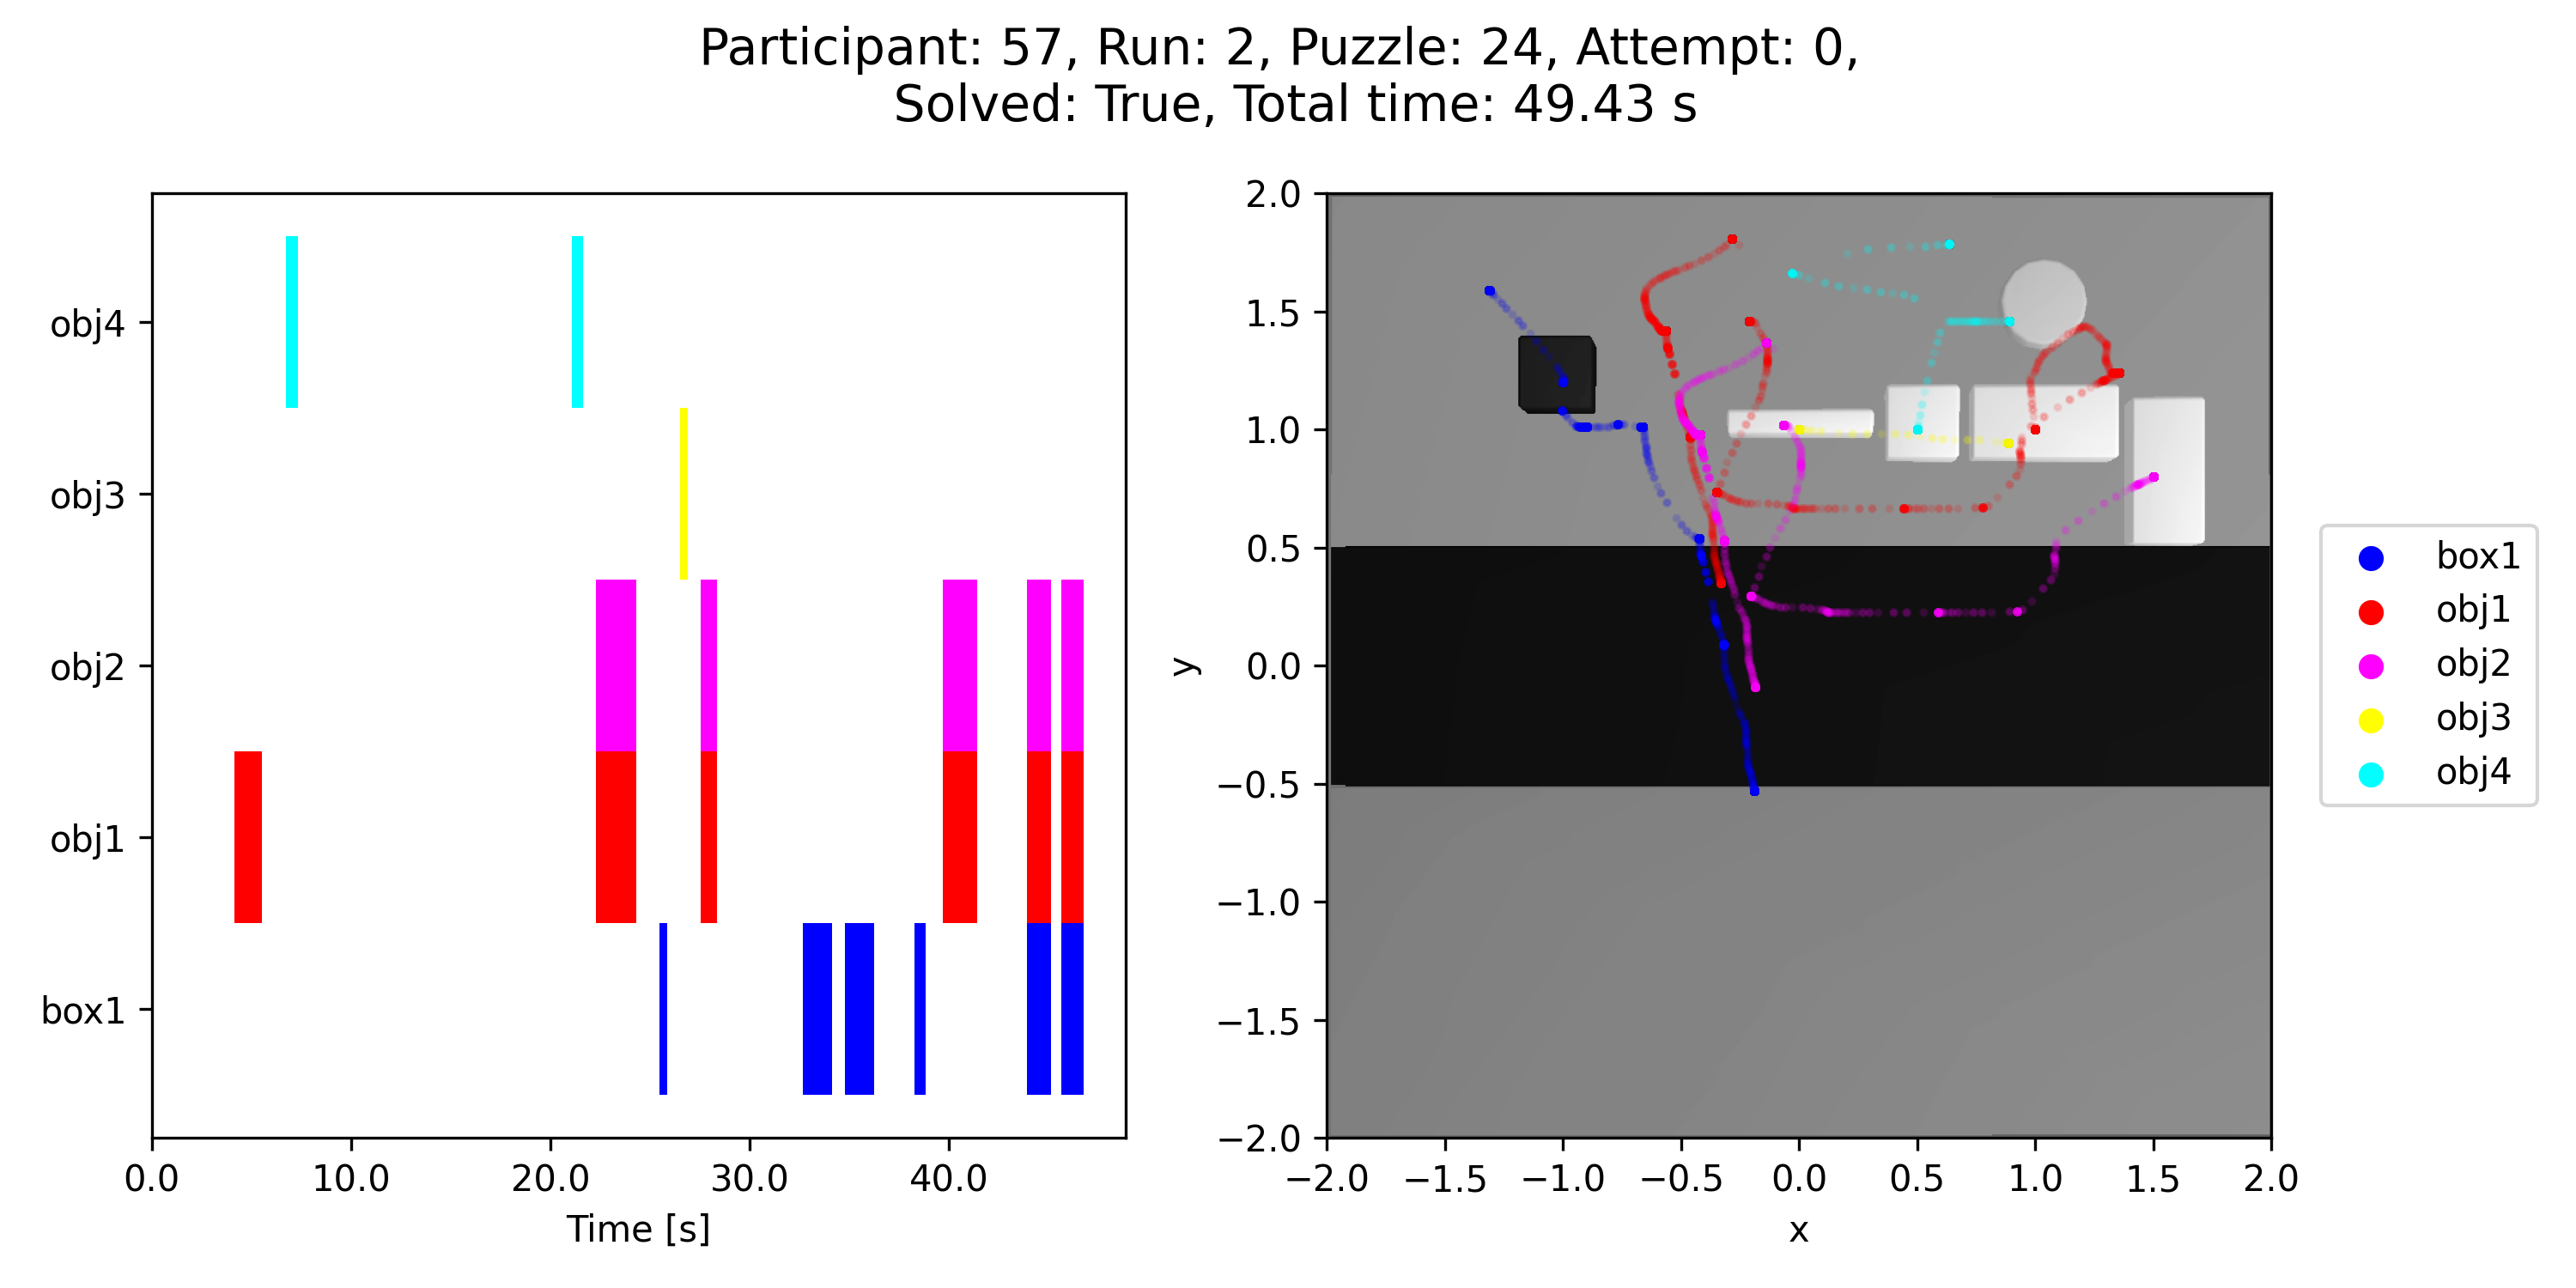 Participant: 57, Run: 2, Puzzle: 24, Attempt: 0,
Solved: True, Total time: 49.43 s
obj4
obj3
obj2
obj1
box1
0.0 10.0 20.0 30.0 40.0
Time [s]
2.0
1.5
1.0
0.5
0.0
−0.5
−1.0
−1.5
−2.0
y
−2.0 −1.5 −1.0 −0.5 0.0 0.5 1.0 1.5 2.0
x
box1
obj1
obj2
obj3
obj4